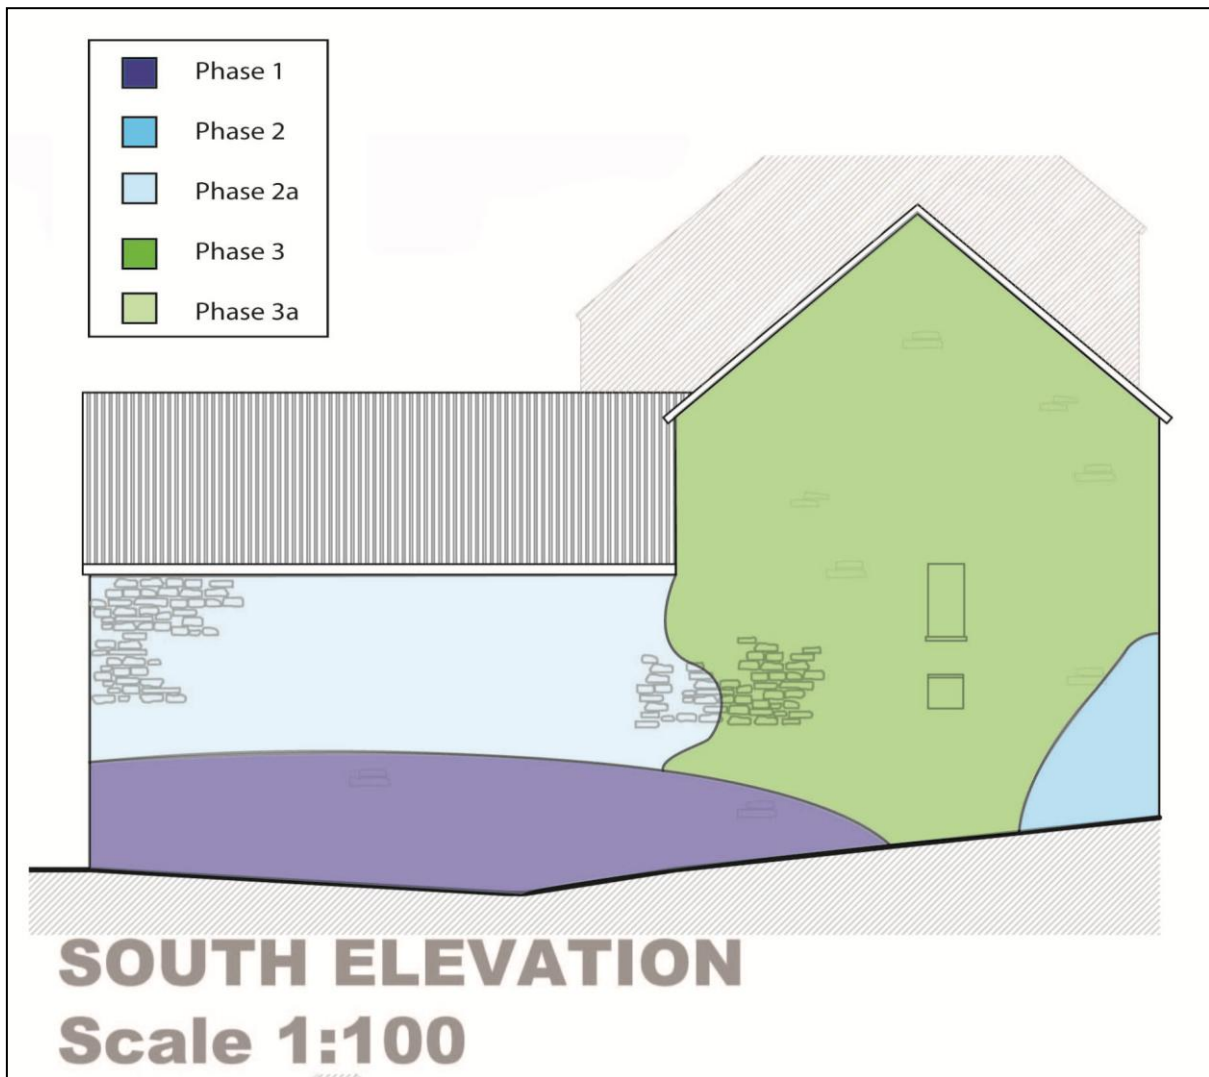 Phase 1
Phase 2
Phase 2a
Phase 3
Phase 3a
SOUTH ELEVATION
Scale 1:100